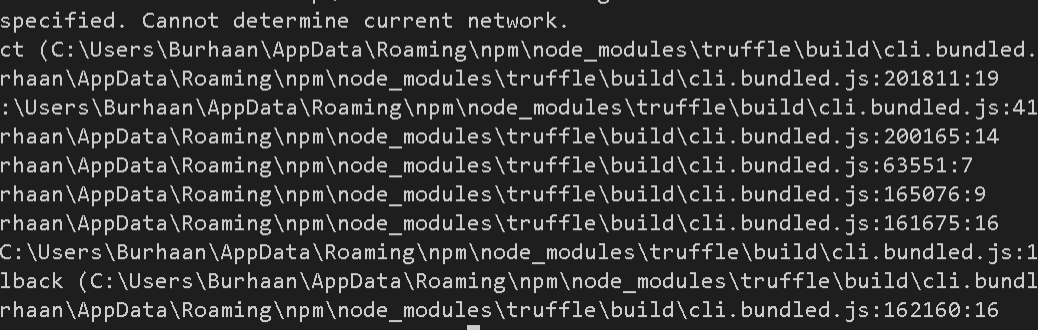 specified. Cannot determine current network.
ct (C:\Users\Burhaan\AppData\Roaming\npm\node_modules\truffle\build\cli.bundled.
rhaan\AppData\Roaming\npm\node_modules\truffle\build\cli.bundled.js:201811:19
:\Users\Burhaan\AppData\Roaming\npm\node_modules\truffle\build\cli.bundled.js:41
rhaan\AppData\Roaming\npm\node_modules\truffle\build\cli.bundled.js:200165:14
rhaan\AppData\Roaming\npm\node_modules\truffle\build\cli.bundled.js:63551:7
rhaan\AppData\Roaming\npm\node_modules\truffle\build\cli.bundled.js:165076:9
rhaan\AppData\Roaming\npm\node_modules\truffle\build\cli.bundled.js:161675:16
C:\Users\Burhaan\AppData\Roaming\npm\node_modules\truffle\build\cli.bundled.js:1
lback (C:\Users\Burhaan\AppData\Roaming\npm\node_modules\truffle\build\cli.bundl
rhaan\AppData\Roaming\npm\node_modules\truffle\build\cli.bundled.js:162160:16